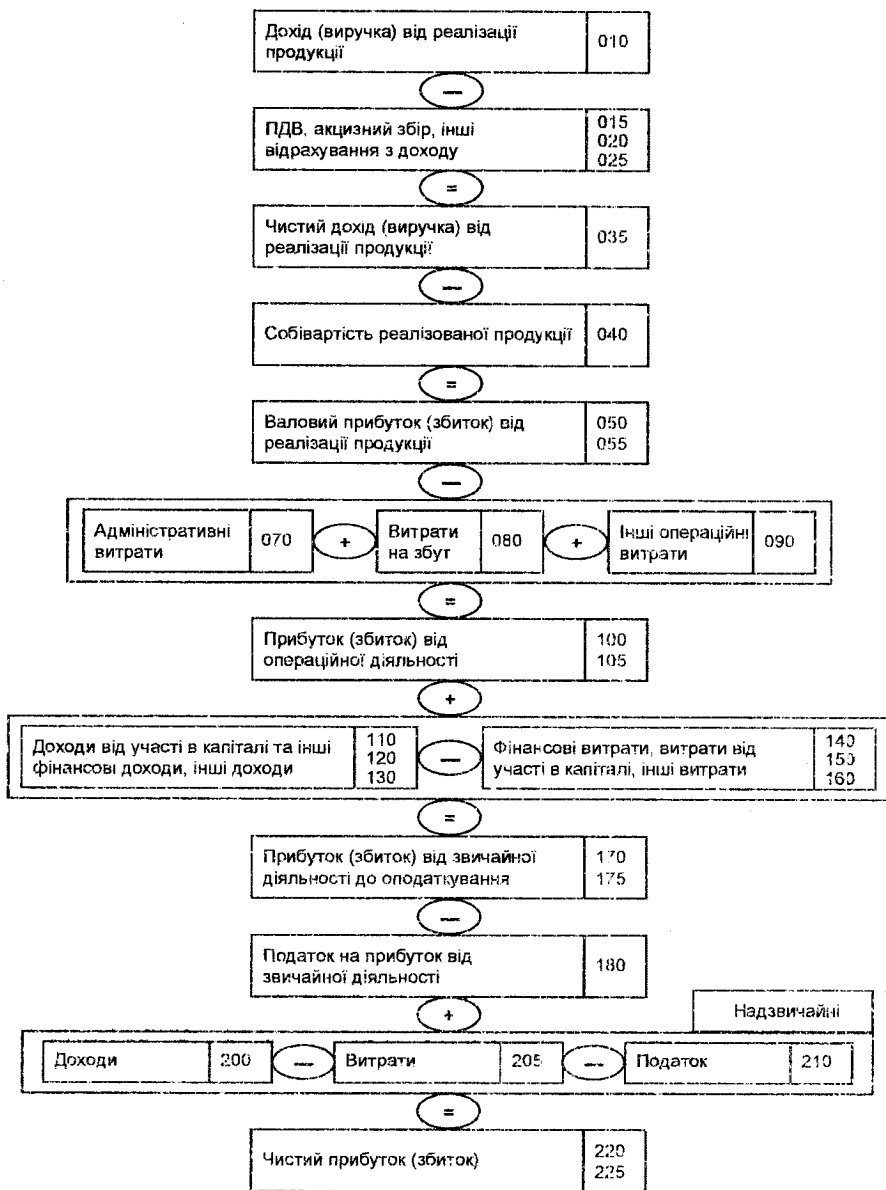 Дохід (виручка) від реалізації
продукції
010
—
ПДВ, акцизний збір, інші
відрахування з доходу
015
020
025
=
Чистий дохід (виручка) від
реалізації продукції
035
—
Собівартість реалізованої продукції
040
=
Валовий прибуток (збиток) від
реалізації продукції
050
055
—
Адміністративні
витрати
070
+
Витрати
на збут
080
+
Інші операційні
витрати
090
=
Прибуток (збиток) від
операційної діяльності
100
105
+
Доходи від участі в капіталі та інші
фінансові доходи, інші доходи
110
120
130
—
Фінансові витрати, витрати від
участі в капіталі, інші витрати
140
150
160
=
Прибуток (збиток) від звичайної
діяльності до оподаткування
170
175
—
Податок на прибуток від
звичайної діяльності
180
+
Надзвичайні
Доходи
200
—
Витрати
205
—
Податок
210
=
Чистий прибуток (збиток)
220
225